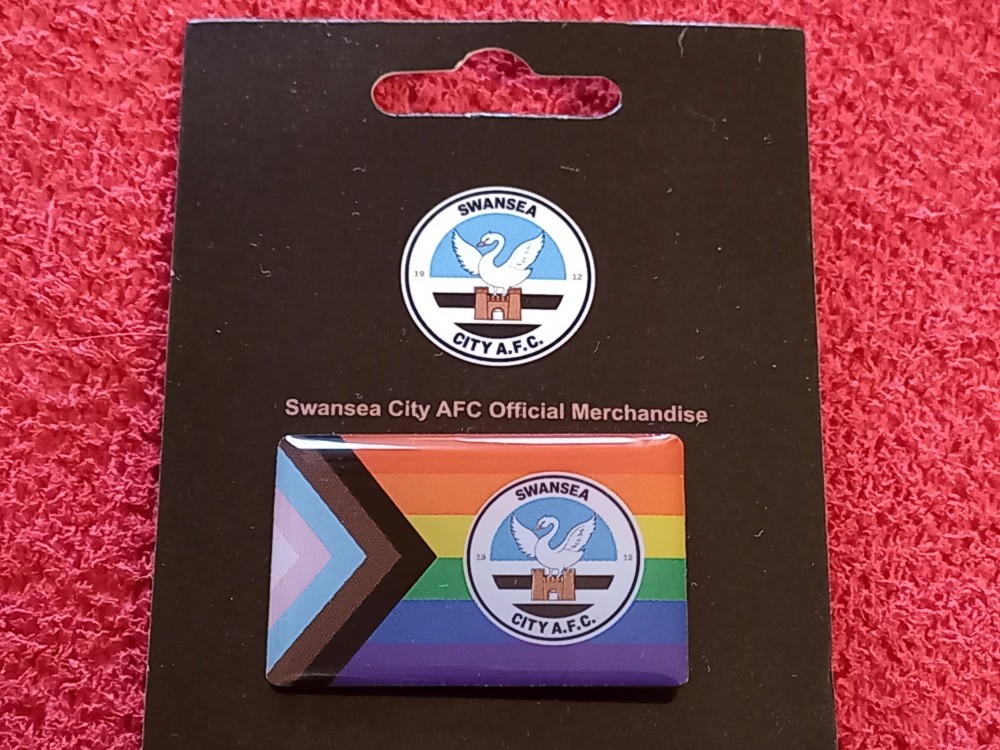 SWANSEA
19 12
CITY A.F.C.
Swansea City AFC Official Merchandise
SWANSEA
19 12
CITY A.F.C.